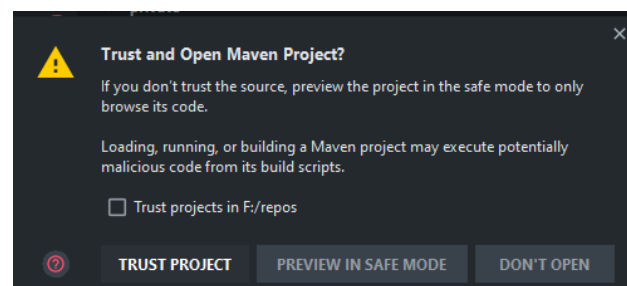 Trust and Open Maven Project?
If you don't trust the source, preview the project in the safe mode to only
browse its code.
Loading, running, or building a Maven project may execute potentially
malicious code from its build scripts.
Trust projects in F:/repos
TRUST PROJECT PREVIEW IN SAFE MODE DON'T OPEN